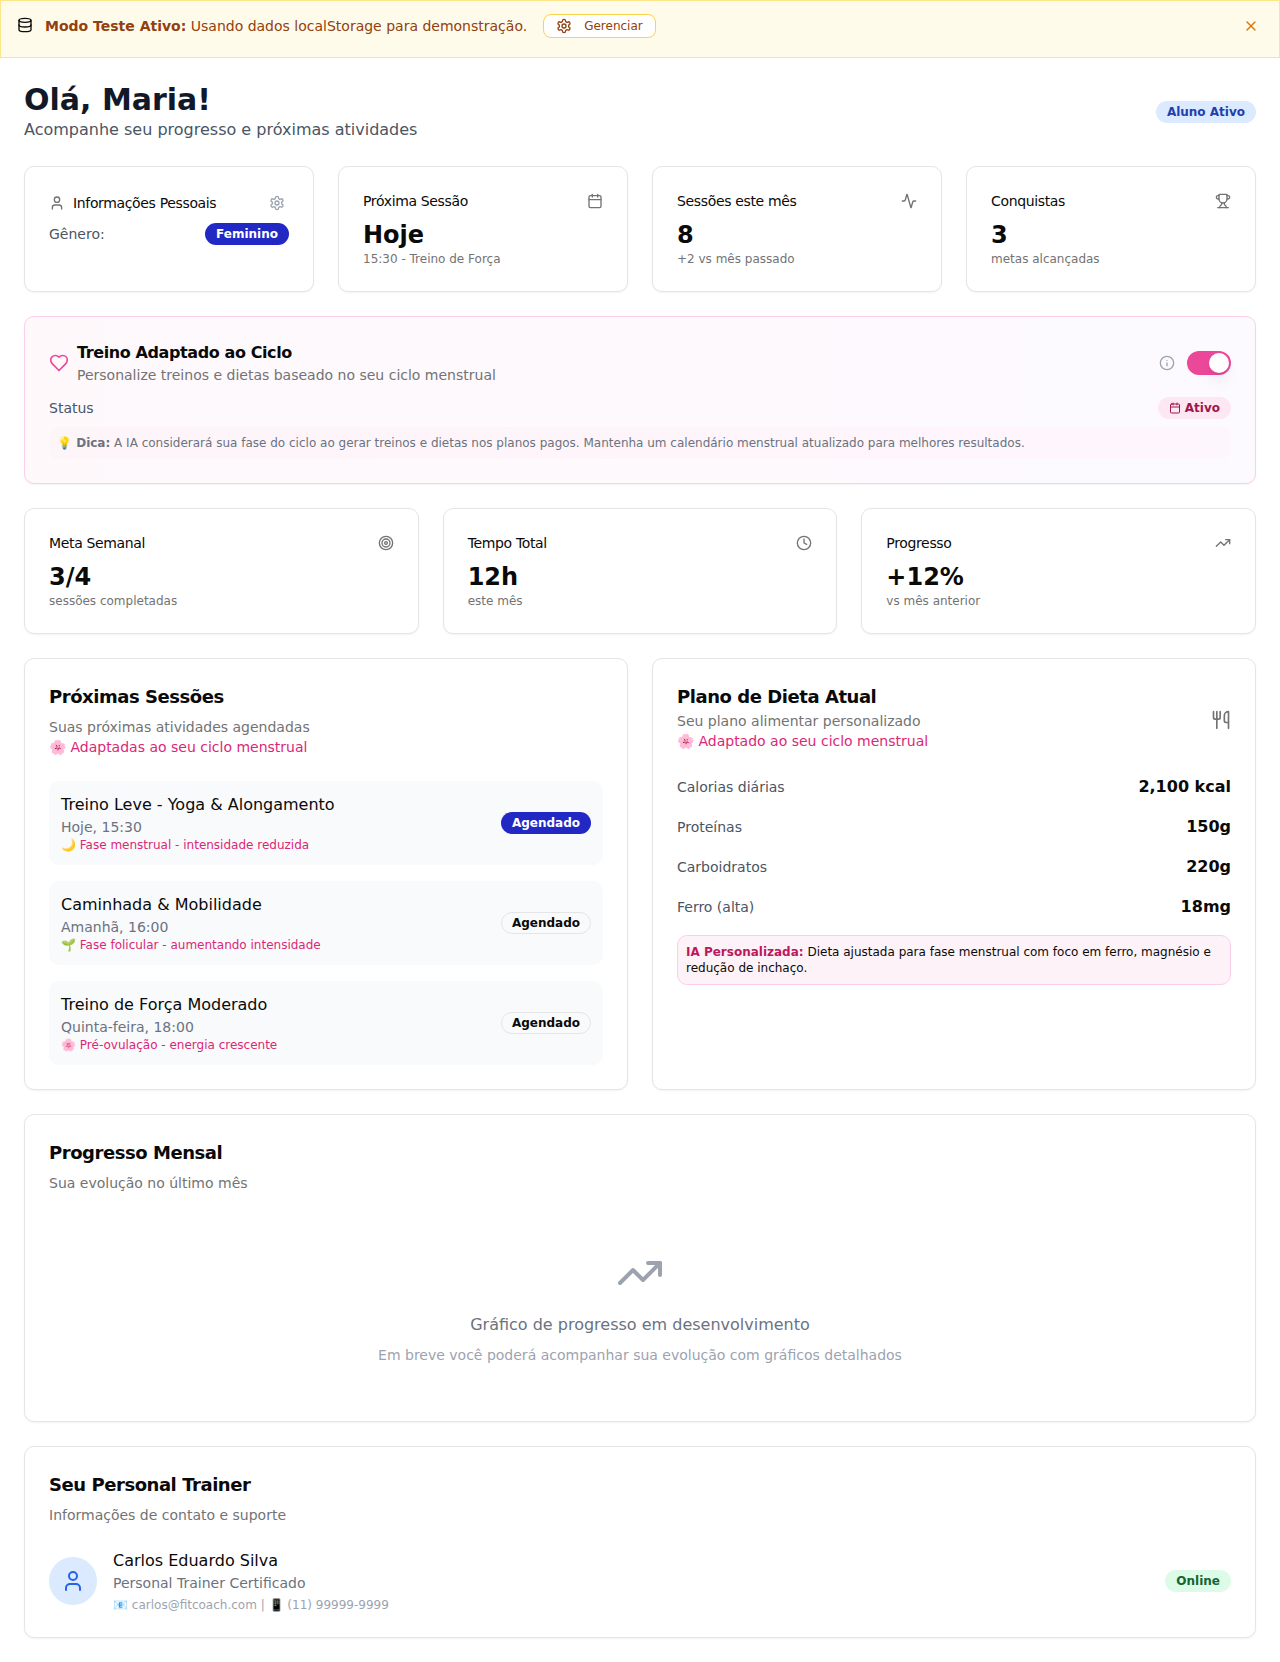 Modo Teste Ativo: Usando dados localStorage para demonstração. Gerenciar
Olá, Maria!
Acompanhe seu progresso e próximas atividades
Aluno Ativo
Informações Pessoais
Gênero: Feminino
Próxima Sessão
Hoje
15:30 - Treino de Força
Sessões este mês
8
+2 vs mês passado
Conquistas
3
metas alcançadas
Treino Adaptado ao Ciclo
Personalize treinos e dietas baseado no seu ciclo menstrual
Status
Ativo
💡 Dica: A IA considerará sua fase do ciclo ao gerar treinos e dietas nos planos pagos. Mantenha um calendário menstrual atualizado para melhores resultados.
Meta Semanal
3/4
sessões completadas
Tempo Total
12h
este mês
Progresso
+12%
vs mês anterior
Próximas Sessões
Suas próximas atividades agendadas
🌸 Adaptadas ao seu ciclo menstrual
Treino Leve - Yoga & Alongamento
Hoje, 15:30
🌙 Fase menstrual - intensidade reduzida
Agendado
Caminhada & Mobilidade
Amanhã, 16:00
🌱 Fase folicular - aumentando intensidade
Agendado
Treino de Força Moderado
Quinta-feira, 18:00
🌸 Pré-ovulação - energia crescente
Agendado
Plano de Dieta Atual
Seu plano alimentar personalizado
🌸 Adaptado ao seu ciclo menstrual
Calorias diárias 2,100 kcal
Proteínas 150g
Carboidratos 220g
Ferro (alta) 18mg
IA Personalizada: Dieta ajustada para fase menstrual com foco em ferro, magnésio e
redução de inchaço.
Progresso Mensal
Sua evolução no último mês
Gráfico de progresso em desenvolvimento
Em breve você poderá acompanhar sua evolução com gráficos detalhados
Seu Personal Trainer
Informações de contato e suporte
Carlos Eduardo Silva
Personal Trainer Certificado
📧 carlos@fitcoach.com | 📱 (11) 99999-9999
Online